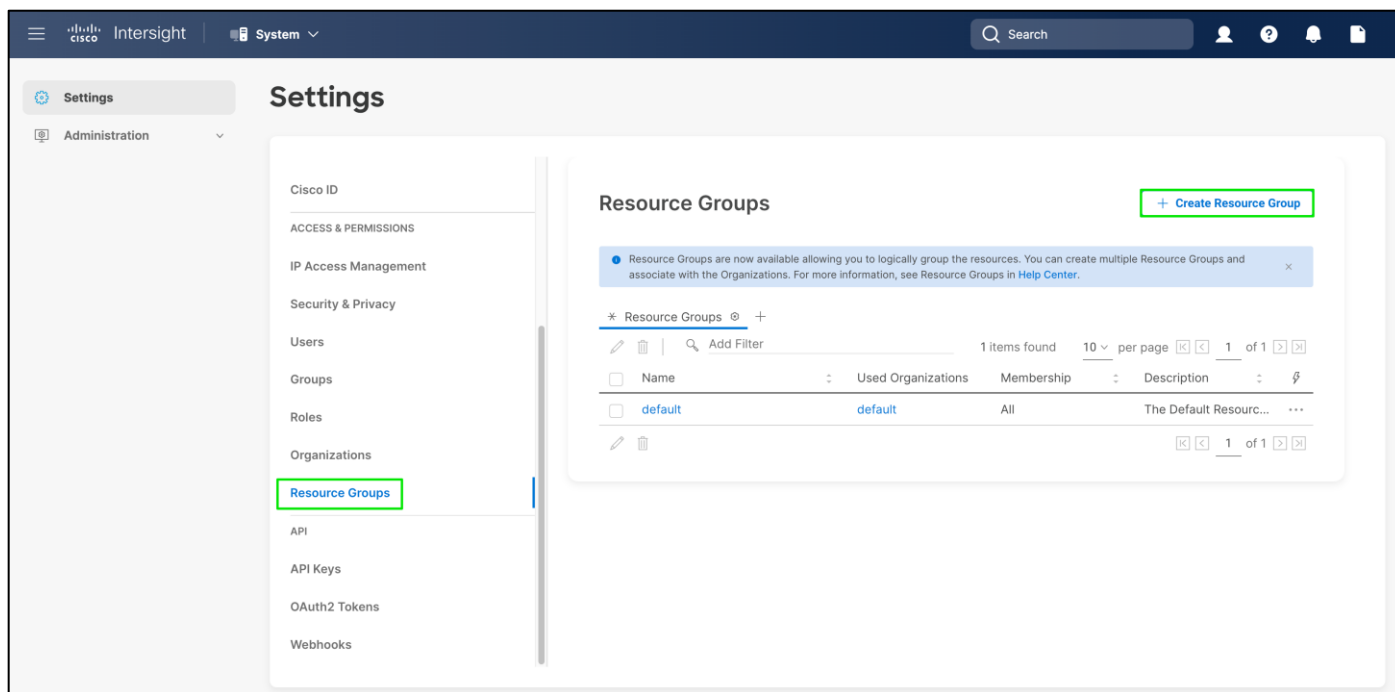 cisco Intersight System Search
Settings
Administration
Settings
Cisco ID
ACCESS & PERMISSIONS
IP Access Management
Security & Privacy
Users
Groups
Roles
Organizations
Resource Groups
API
API Keys
OAuth2 Tokens
Webhooks
Resource Groups
+ Create Resource Group
Resource Groups are now available allowing you to logically group the resources. You can create multiple Resource Groups and
associate with the Organizations. For more information, see Resource Groups in Help Center.
Resource Groups +
Add Filter 1 items found 10 per page 1 of 1
Name Used Organizations Membership Description
default default All The Default Resourc... ...
1 of 1